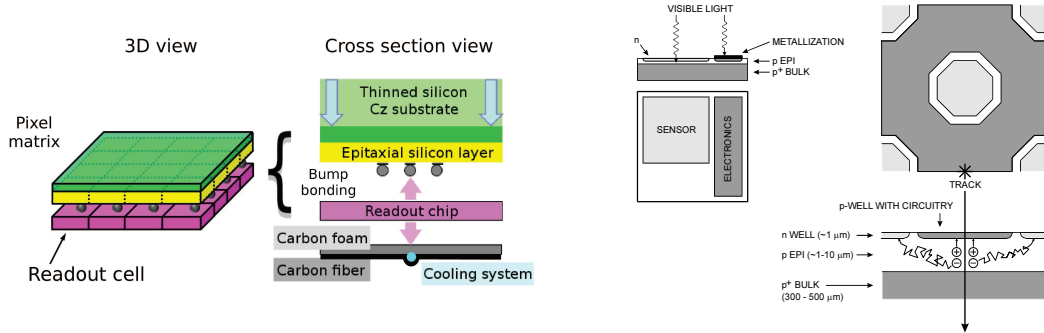 3D view
Cross section view
Pixel
matrix
Thinned silicon
Cz substrate
Epitaxial silicon layer
Bump
bonding
Readout chip
Carbon foam
Carbon fiber
Cooling system
Readout cell
VISIBLE LIGHT
n
METALLIZATION
p EPI
p+ BULK
SENSOR
ELECTRONICS
TRACK
p-WELL WITH CIRCUITRY
n WELL (~1 μm)
p EPI (~1-10 μm)
p+ BULK
(300 - 500 μm)
+ +
− −